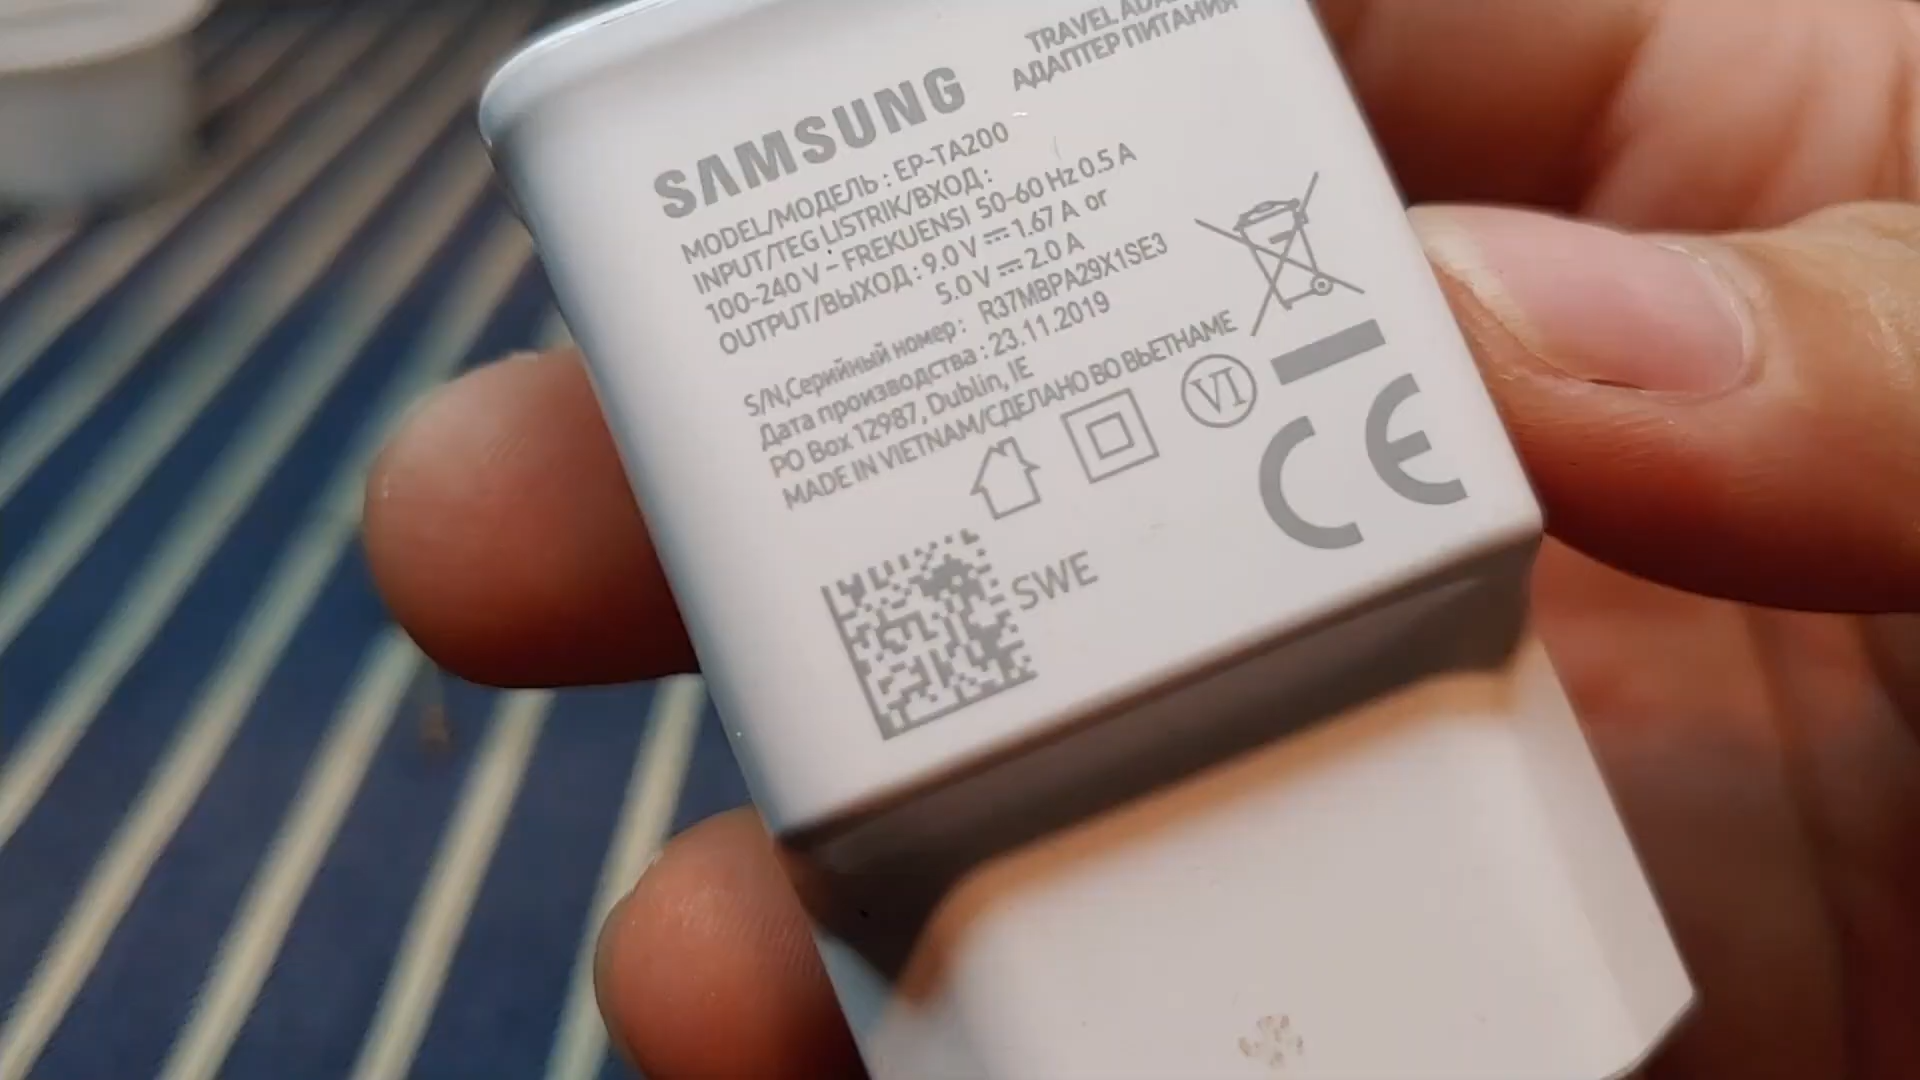 TRAVEL
АДАПТЕР ПИТАНИЯ
SAMSUNG
MODEL/МОДЕЛЬ : EP-TA200
INPUT/TEG LISTRIK/ВХОД :
100-240 V ~ FREKUENSI 50-60 Hz 0.5 A
OUTPUT/ВЫХОД : 9.0 V ⎓ 1.67 A or
5.0 V ⎓ 2.0 A
S/N,Серийный номер : R37MBPA29X1SE3
Дата производства : 23.11.2019
PO Box 12987, Dublin, IE
MADE IN VIETNAM/СДЕЛАНО ВО ВЬЕТНАМЕ
VI
CE
SWE